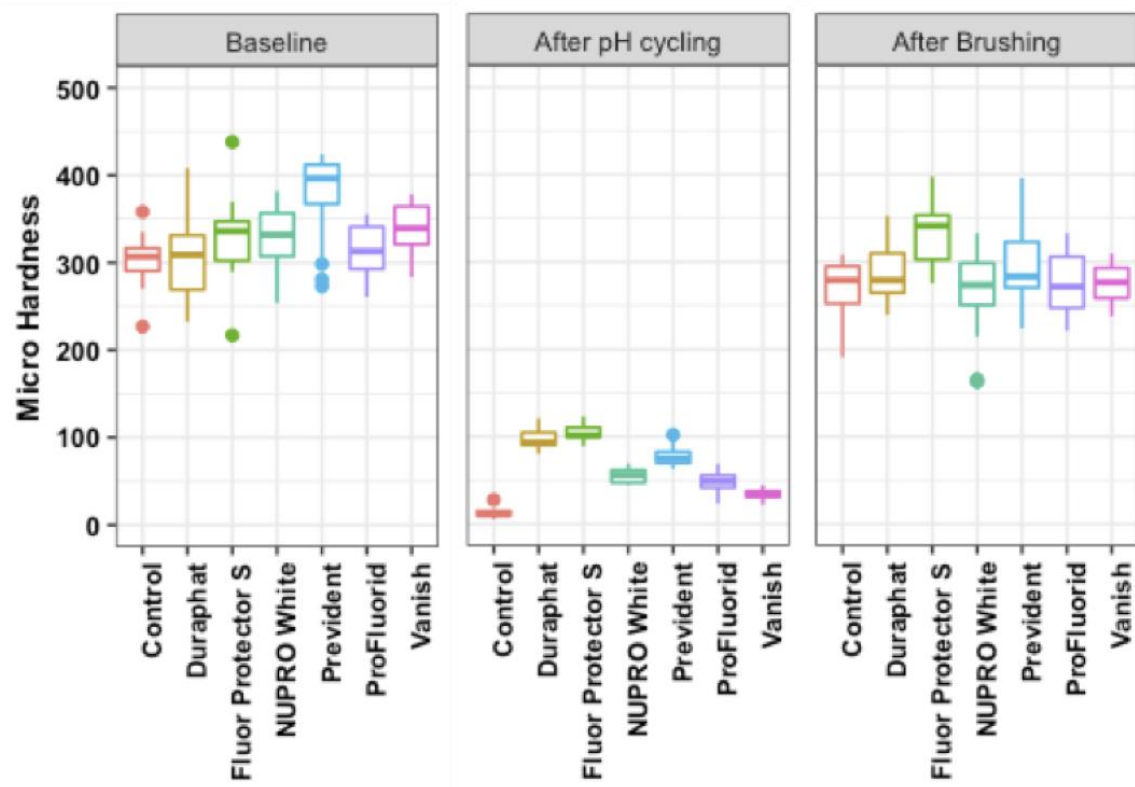 Baseline
After pH cycling
After Brushing
Micro Hardness
500
400
300
200
100
0
Control
Duraphat
Fluor Protector S
NUPRO White
Prevident
ProFluorid
Vanish
Control
Duraphat
Fluor Protector S
NUPRO White
Prevident
ProFluorid
Vanish
Control
Duraphat
Fluor Protector S
NUPRO White
Prevident
ProFluorid
Vanish